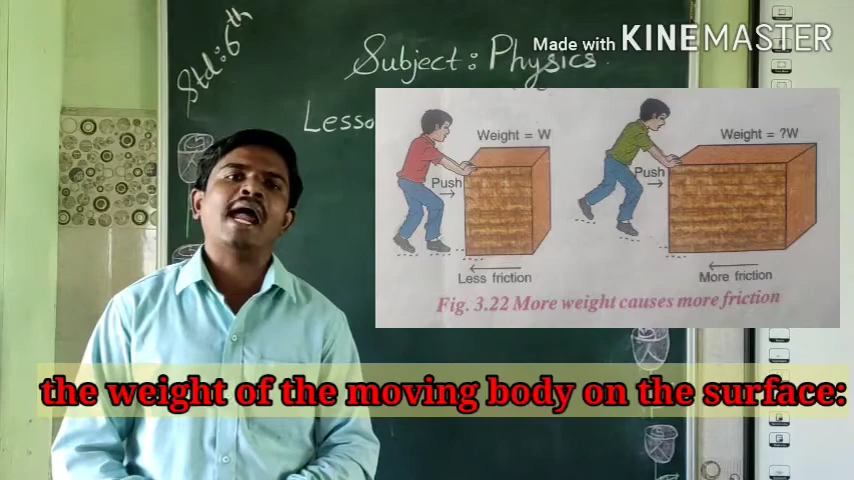 Made with KINEMASTER
Std: 6th
Subject: Physics
Lesso
Weight = W
Weight = ?W
Push
Push
Less friction
More friction
Fig. 3.22 More weight causes more friction
the weight of the moving body on the surface: